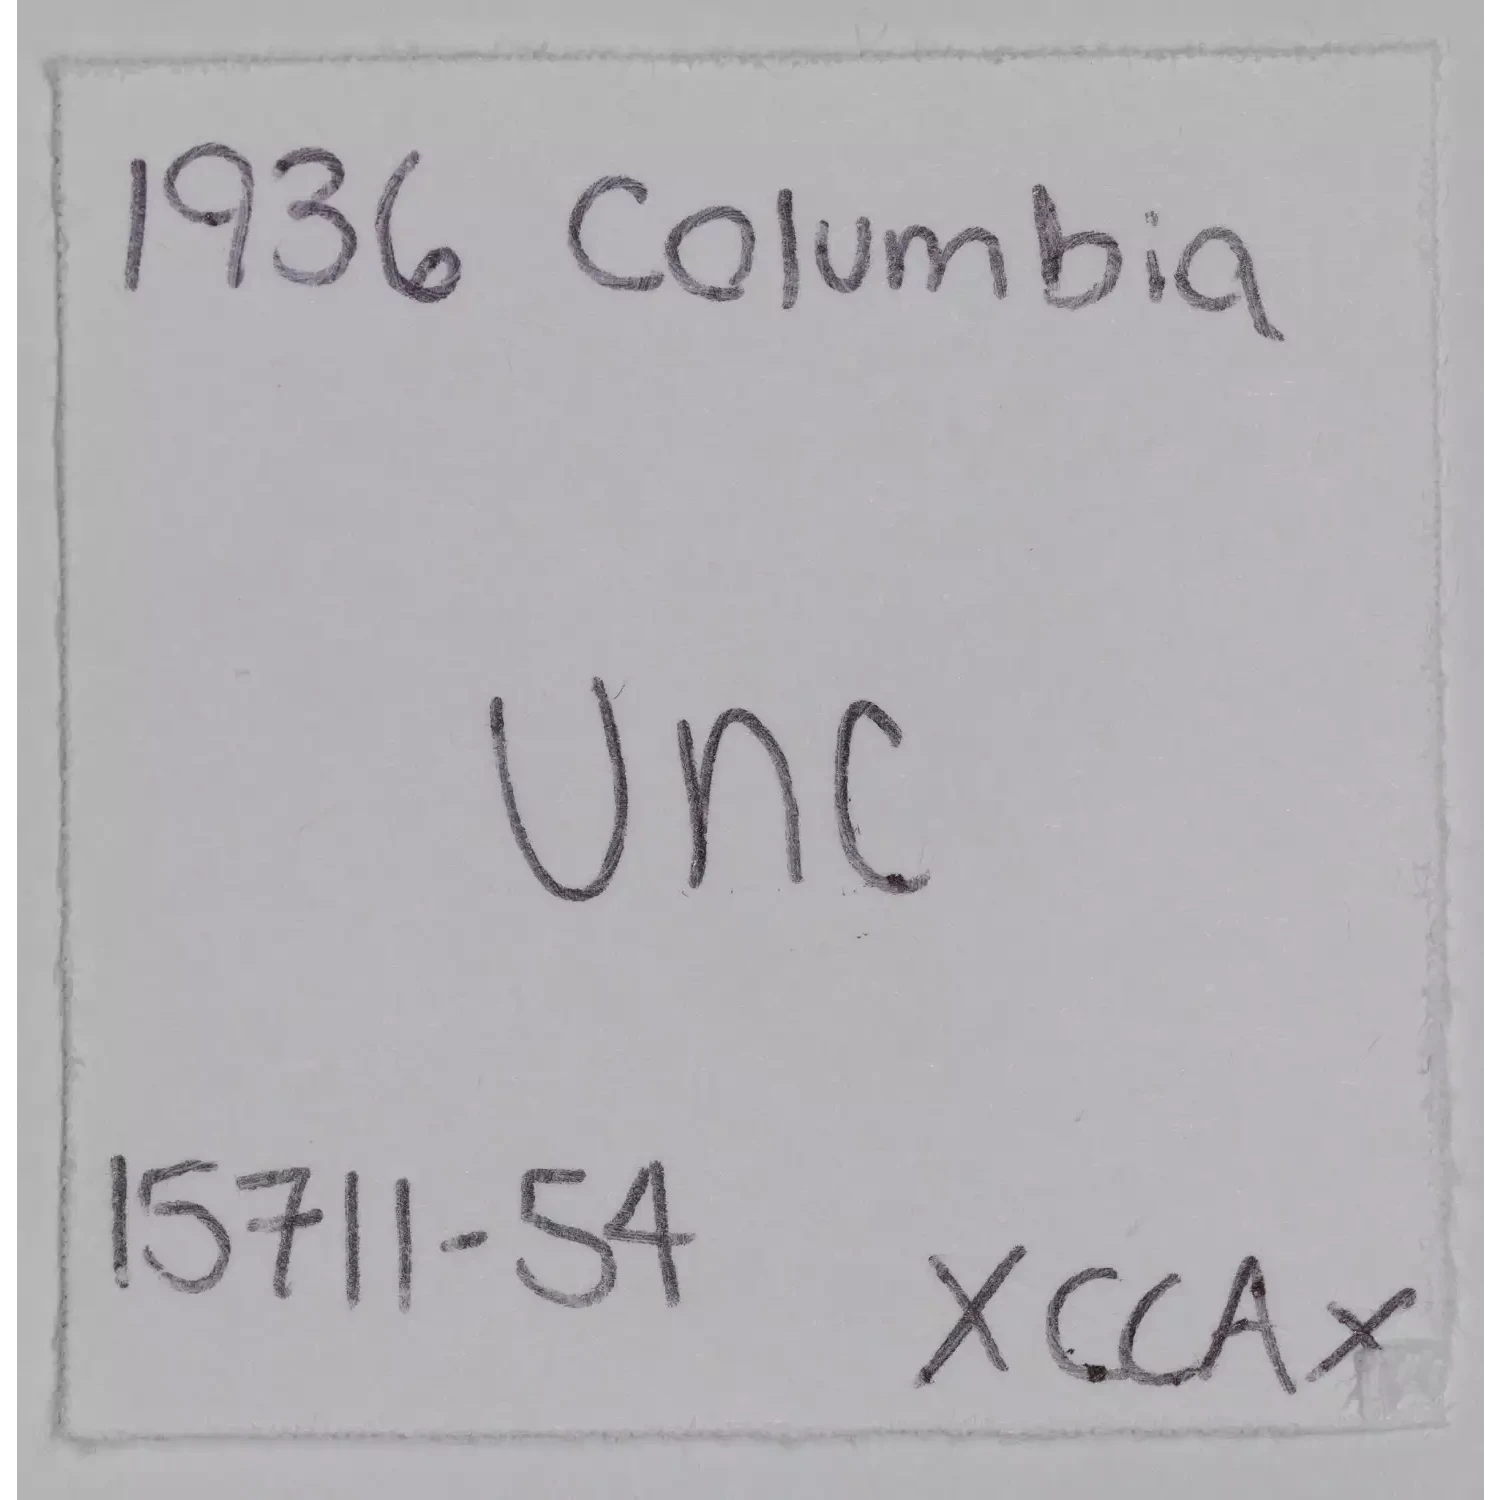 1936 Columbia
Unc
15711-54
XCCAx